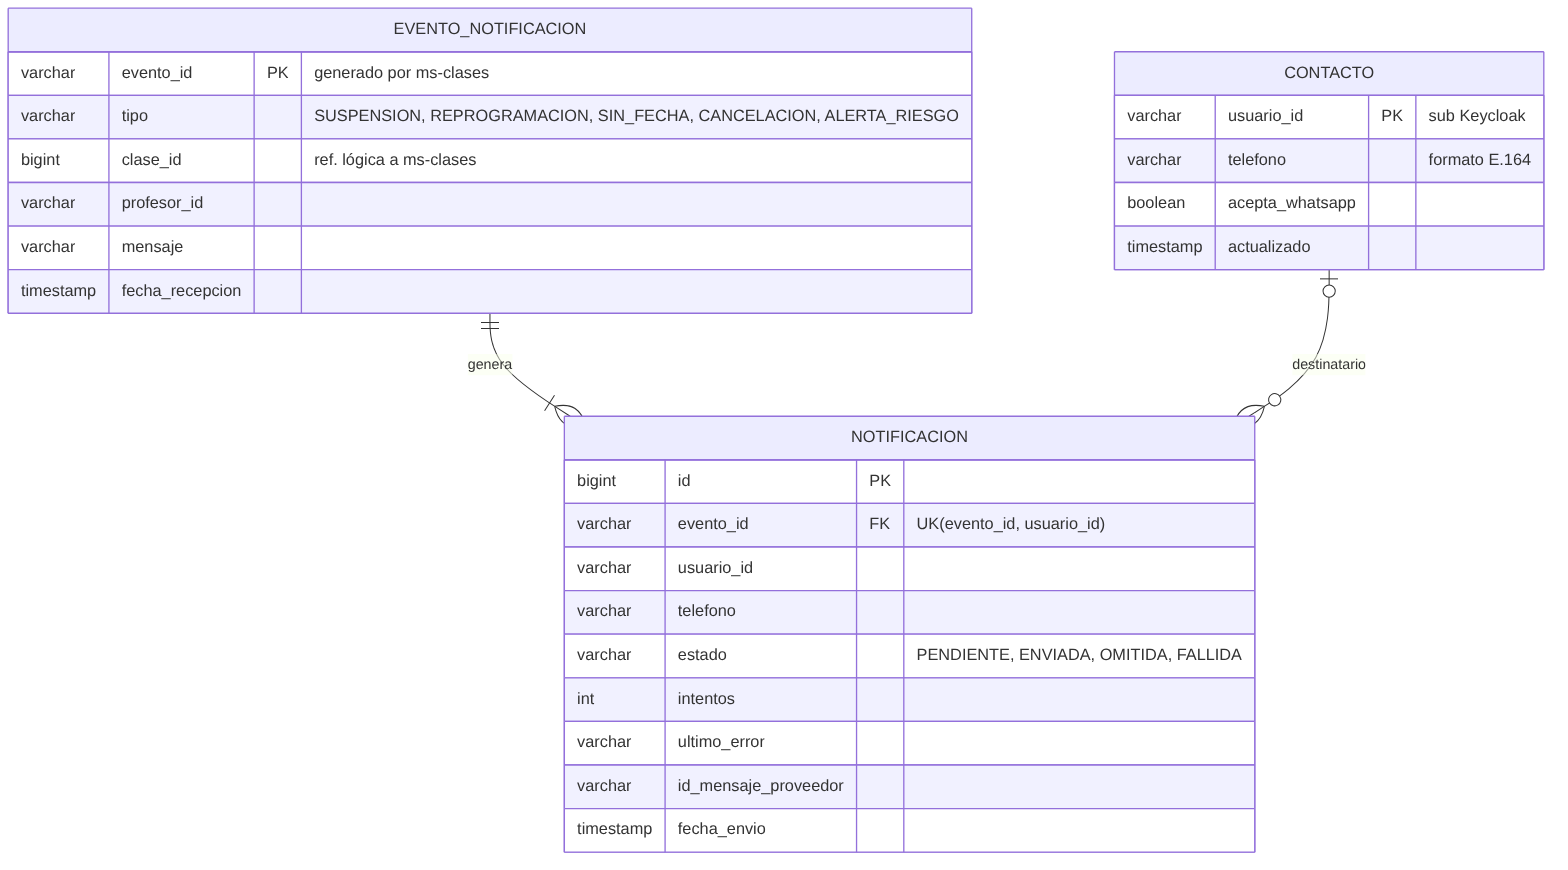 EVENTO_NOTIFICACION
varchar evento_id PK generado por ms-clases
varchar tipo SUSPENSION, REPROGRAMACION, SIN_FECHA, CANCELACION, ALERTA_RIESGO
bigint clase_id ref. lógica a ms-clases
varchar profesor_id
varchar mensaje
timestamp fecha_recepcion
CONTACTO
varchar usuario_id PK sub Keycloak
varchar telefono formato E.164
boolean acepta_whatsapp
timestamp actualizado
genera
destinatario
NOTIFICACION
bigint id PK
varchar evento_id FK UK(evento_id, usuario_id)
varchar usuario_id
varchar telefono
varchar estado PENDIENTE, ENVIADA, OMITIDA, FALLIDA
int intentos
varchar ultimo_error
varchar id_mensaje_proveedor
timestamp fecha_envio